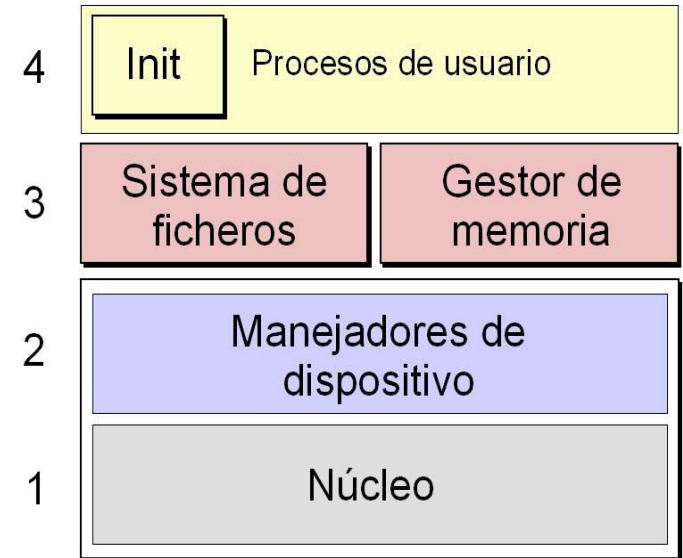 4
Init
Procesos de usuario
3
Sistema de
ficheros
Gestor de
memoria
2
Manejadores de
dispositivo
1
Núcleo